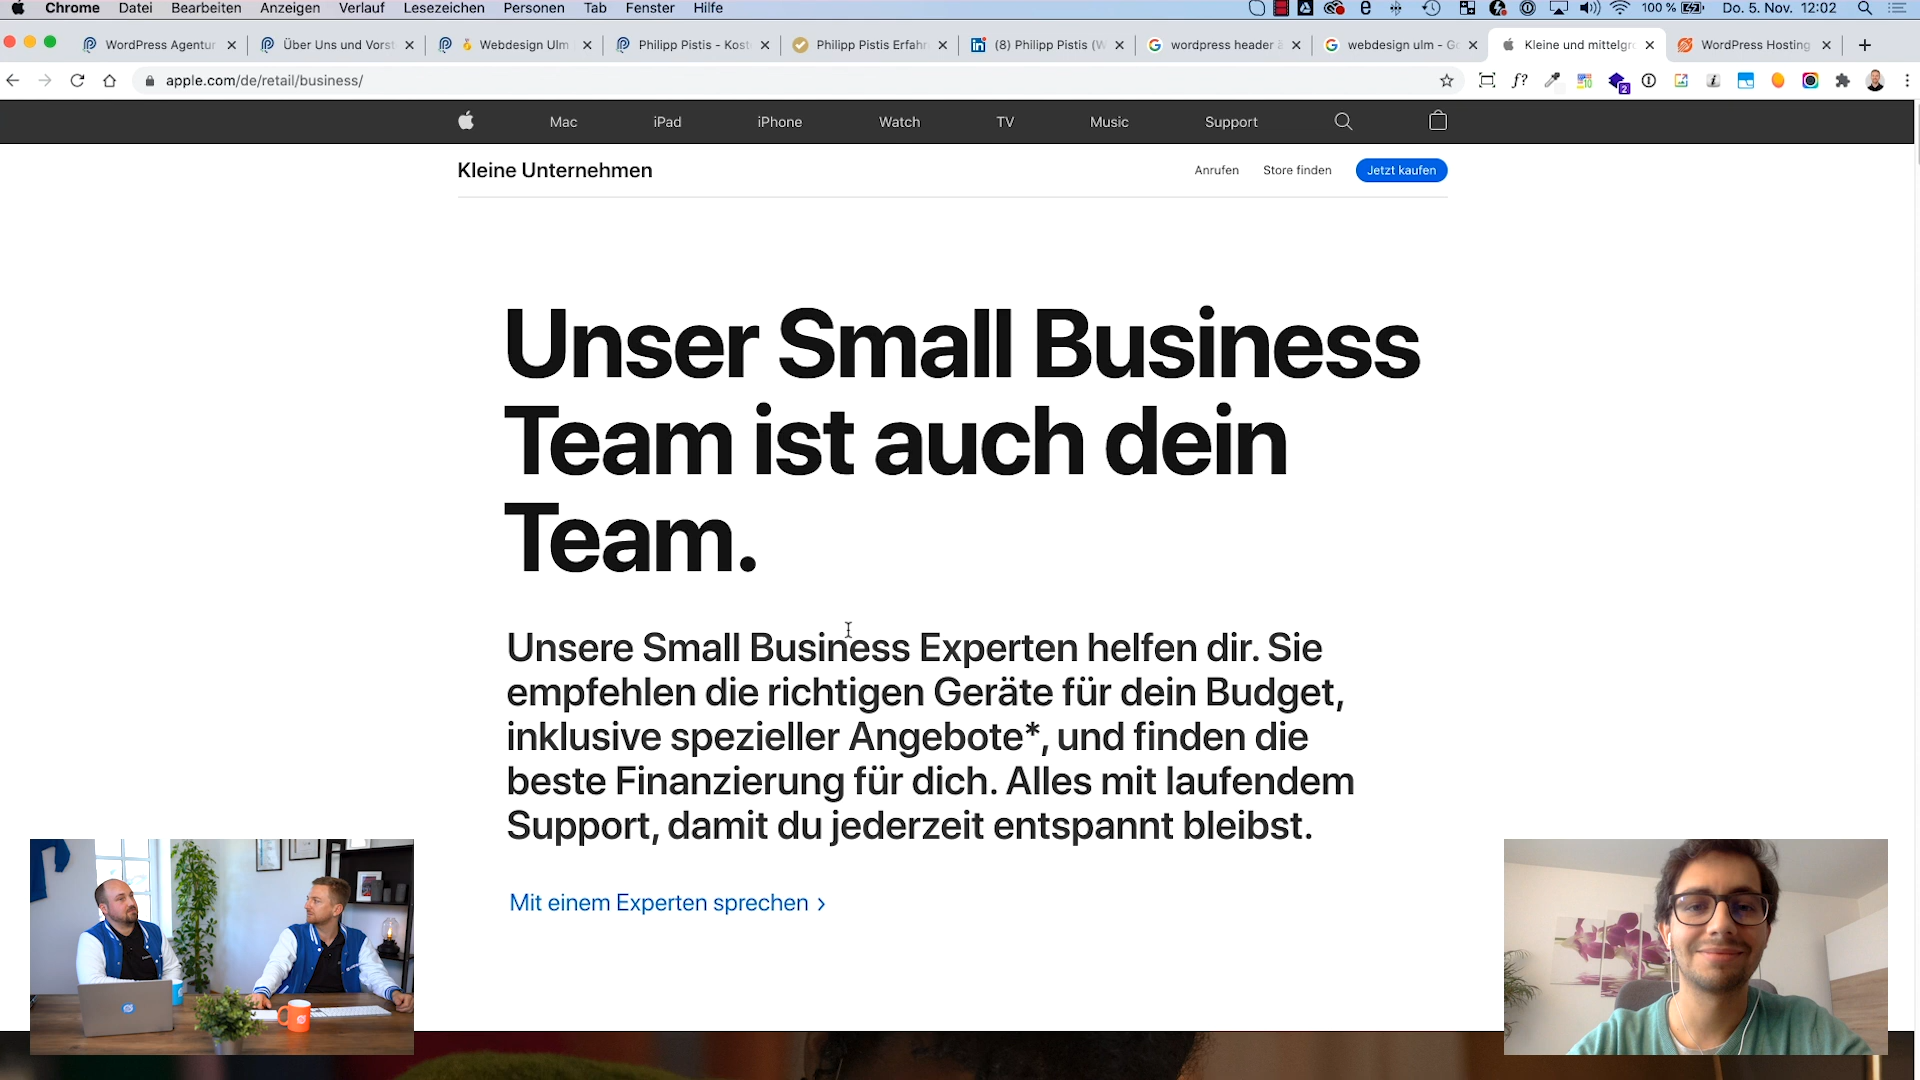 Chrome Datei Bearbeiten Anzeigen Verlauf Lesezeichen Personen Tab Fenster Hilfe 100 % Do. 5. Nov. 12:02
WordPress Agentur Über Uns und Vorst Webdesign Ulm Philipp Pistis - Kost Philipp Pistis Erfahr (8) Philipp Pistis (W wordpress header webdesign ulm - Go Kleine und mittelgr WordPress Hosting
apple.com/de/retail/business/
Mac iPad iPhone Watch TV Music Support
Kleine Unternehmen Anrufen Store finden Jetzt kaufen
Unser Small Business
Team ist auch dein
Team.
Unsere Small Business Experten helfen dir. Sie
empfehlen die richtigen Geräte für dein Budget,
inklusive spezieller Angebote*, und finden die
beste Finanzierung für dich. Alles mit laufendem
Support, damit du jederzeit entspannt bleibst.
Mit einem Experten sprechen